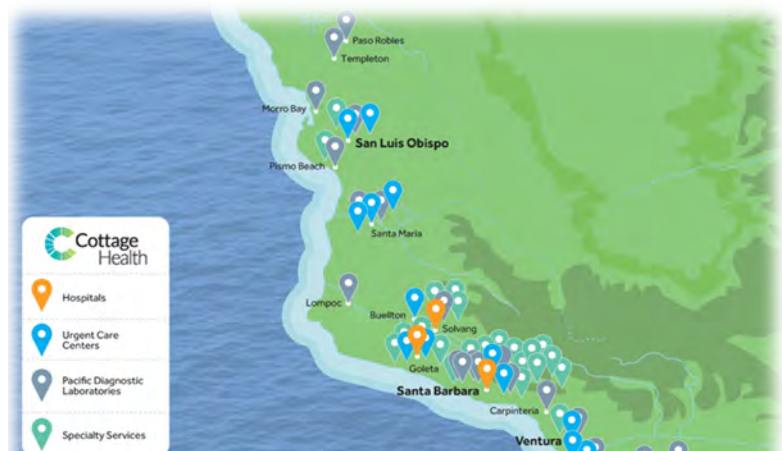 Paso Robles
Templeton
Morro Bay
San Luis Obispo
Pismo Beach
Santa Maria
Cottage
Health
Hospitals
Urgent Care
Centers
Pacific Diagnostic
Laboratories
Specialty Services
Lompoc
Buellton
Solvang
Goleta
Santa Barbara
Carpinteria
Ventura